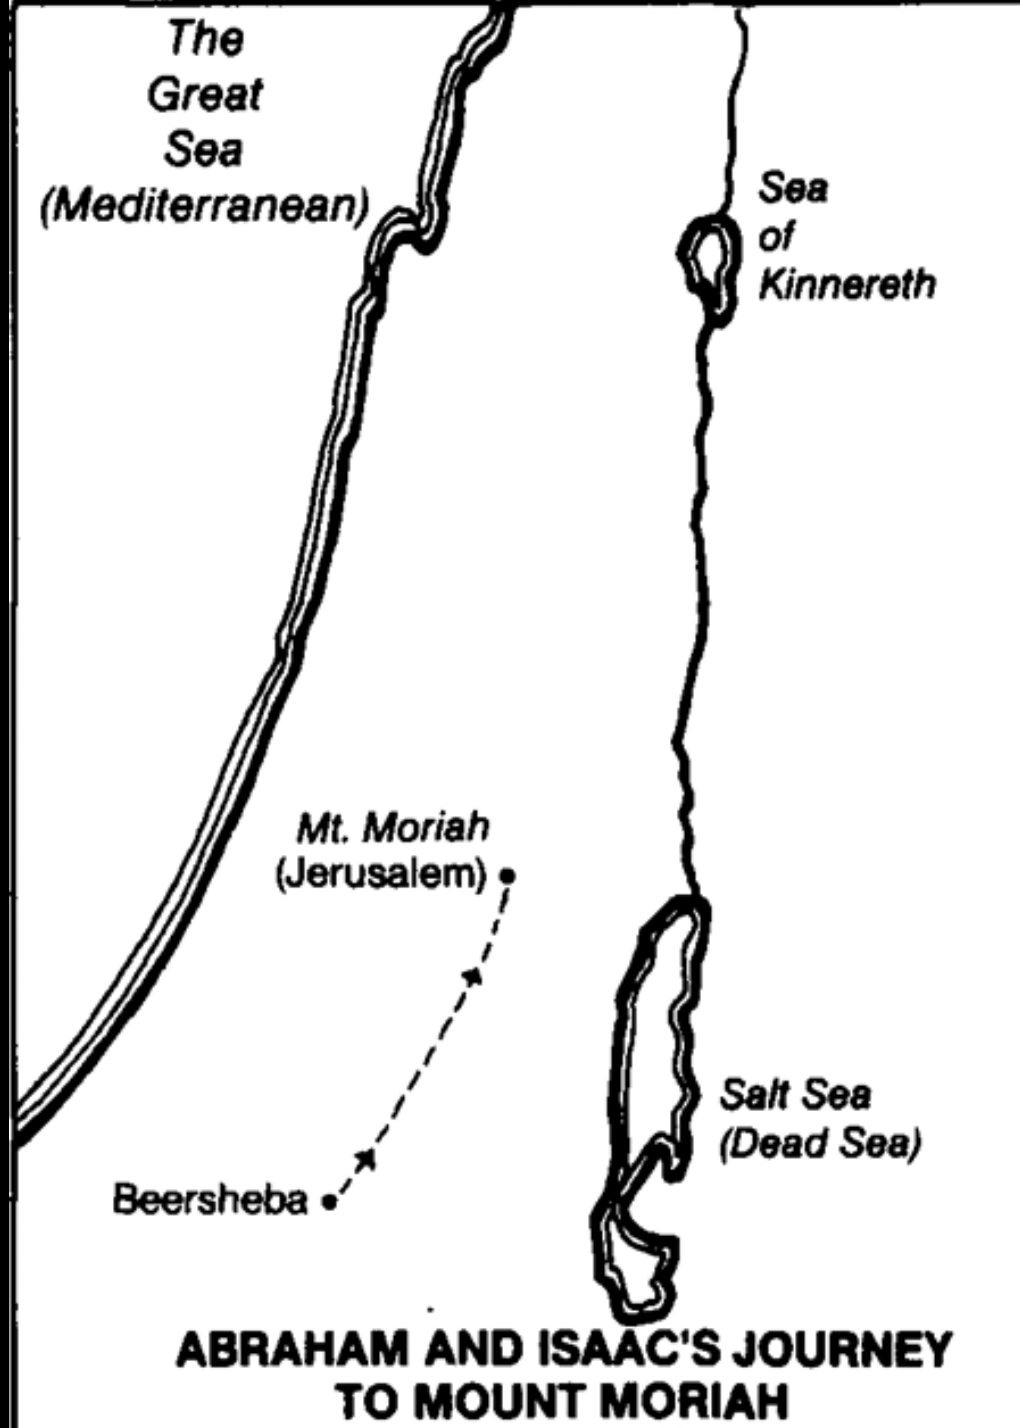 The
Great
Sea
(Mediterranean)
Sea
of
Kinnereth
Mt. Moriah
(Jerusalem)
Salt Sea
(Dead Sea)
Beersheba
ABRAHAM AND ISAAC'S JOURNEY
TO MOUNT MORIAH